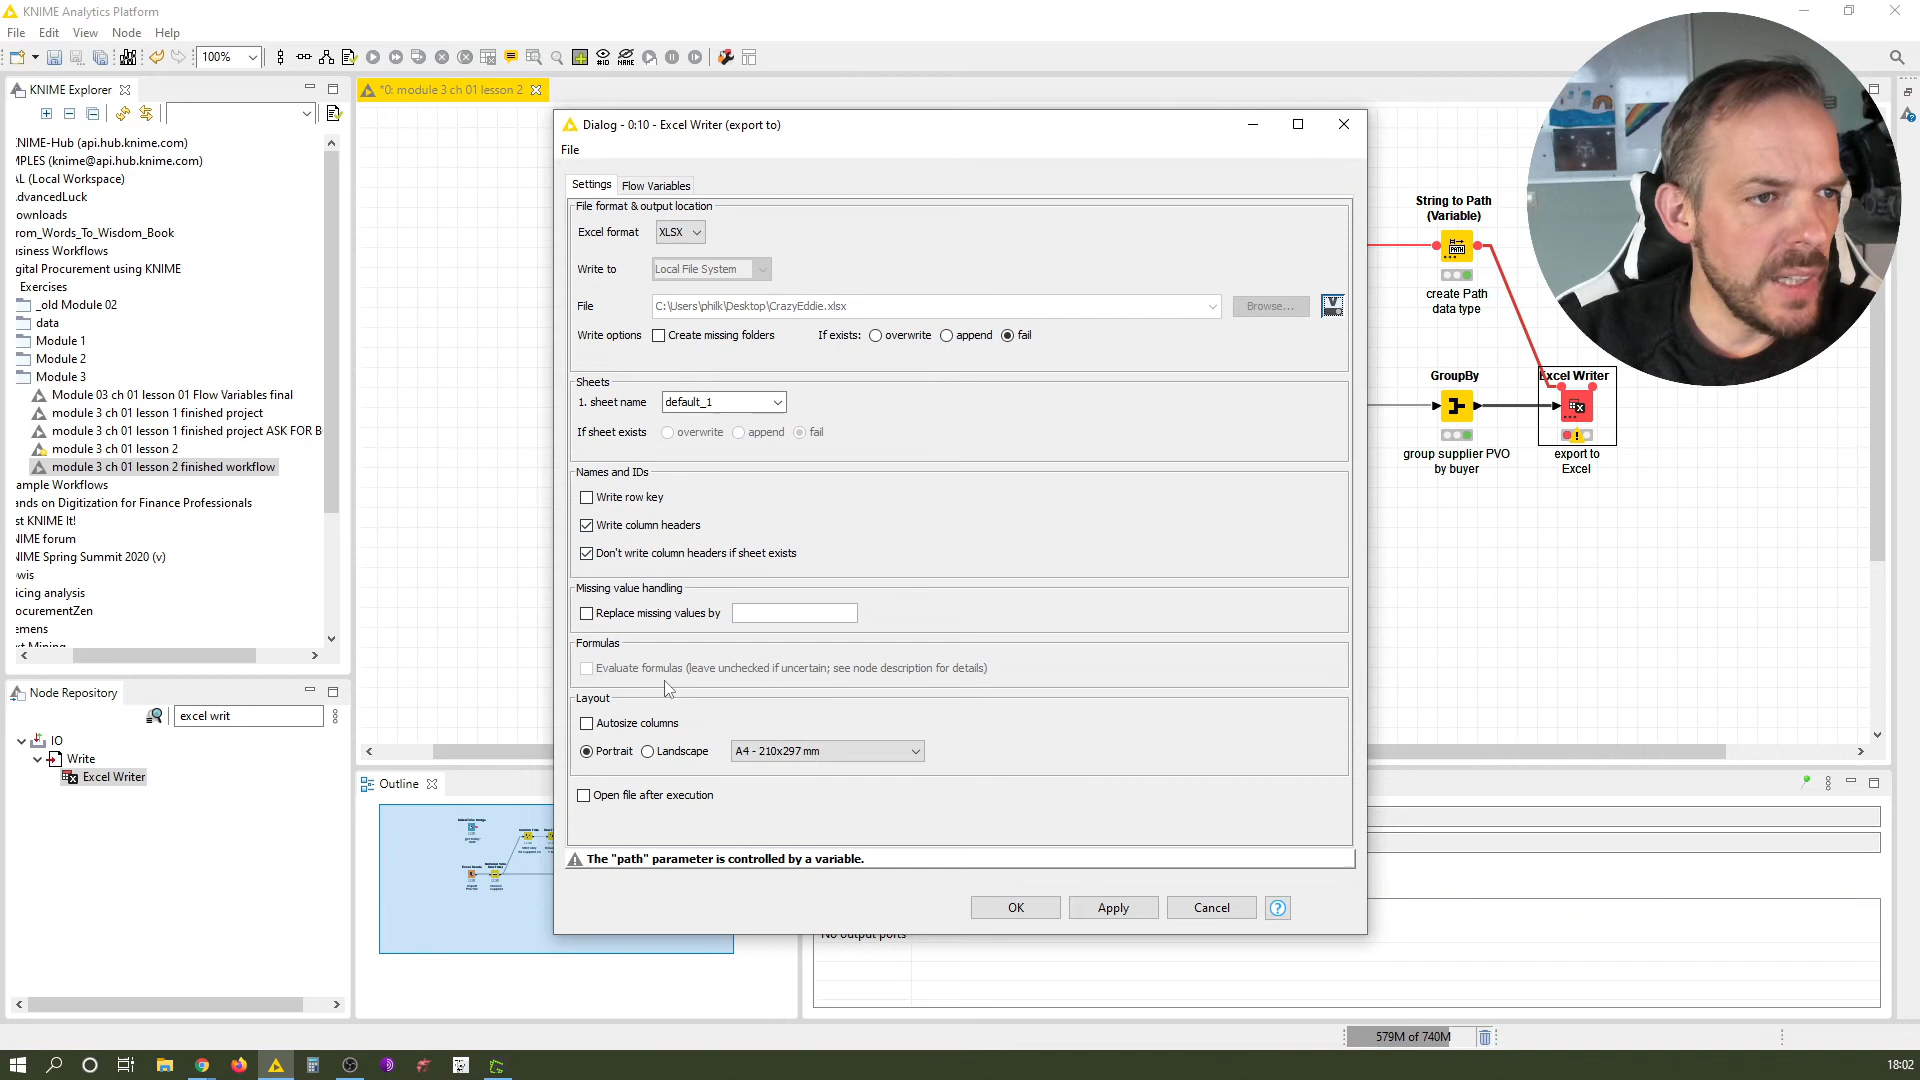 KNIME Analytics Platform
File Edit View Node Help
100%
KNIME Explorer
*0: module 3 ch 01 lesson 2
NIME-Hub (api.hub.knime.com)
MPLES (knime@api.hub.knime.com)
AL (Local Workspace)
AdvancedLuck
ownloads
rom_Words_To_Wisdom_Book
usiness Workflows
igital Procurement using KNIME
Exercises
_old Module 02
data
Module 1
Module 2
Module 3
Module 03 ch 01 lesson 01 Flow Variables final
module 3 ch 01 lesson 1 finished project
module 3 ch 01 lesson 1 finished project ASK FOR B
module 3 ch 01 lesson 2
module 3 ch 01 lesson 2 finished workflow
ample Workflows
ands on Digitization for Finance Professionals
st KNIME It!
NIME forum
NIME Spring Summit 2020 (v)
owis
ricing analysis
rocurementZen
emens
xt Mining
Node Repository
excel writ
IO
Write
Excel Writer
Dialog - 0:10 - Excel Writer (export to)
File
Settings Flow Variables
File format & output location
Excel format XLSX
Write to Local File System
File C:\Users\philk\Desktop\CrazyEddie.xlsx Browse...
Write options Create missing folders If exists: overwrite append fail
Sheets
1. sheet name default_1
If sheet exists overwrite append fail
Names and IDs
Write row key
Write column headers
Don't write column headers if sheet exists
Missing value handling
Replace missing values by
Formulas
Evaluate formulas (leave unchecked if uncertain; see node description for details)
Layout
Autosize columns
Portrait Landscape A4 - 210x297 mm
Open file after execution
The "path" parameter is controlled by a variable.
OK Apply Cancel
String to Path
(Variable)
create Path
data type
GroupBy
group supplier PVO
by buyer
Excel Writer
export to
Excel
Outline
No output ports
579M of 740M
18:02